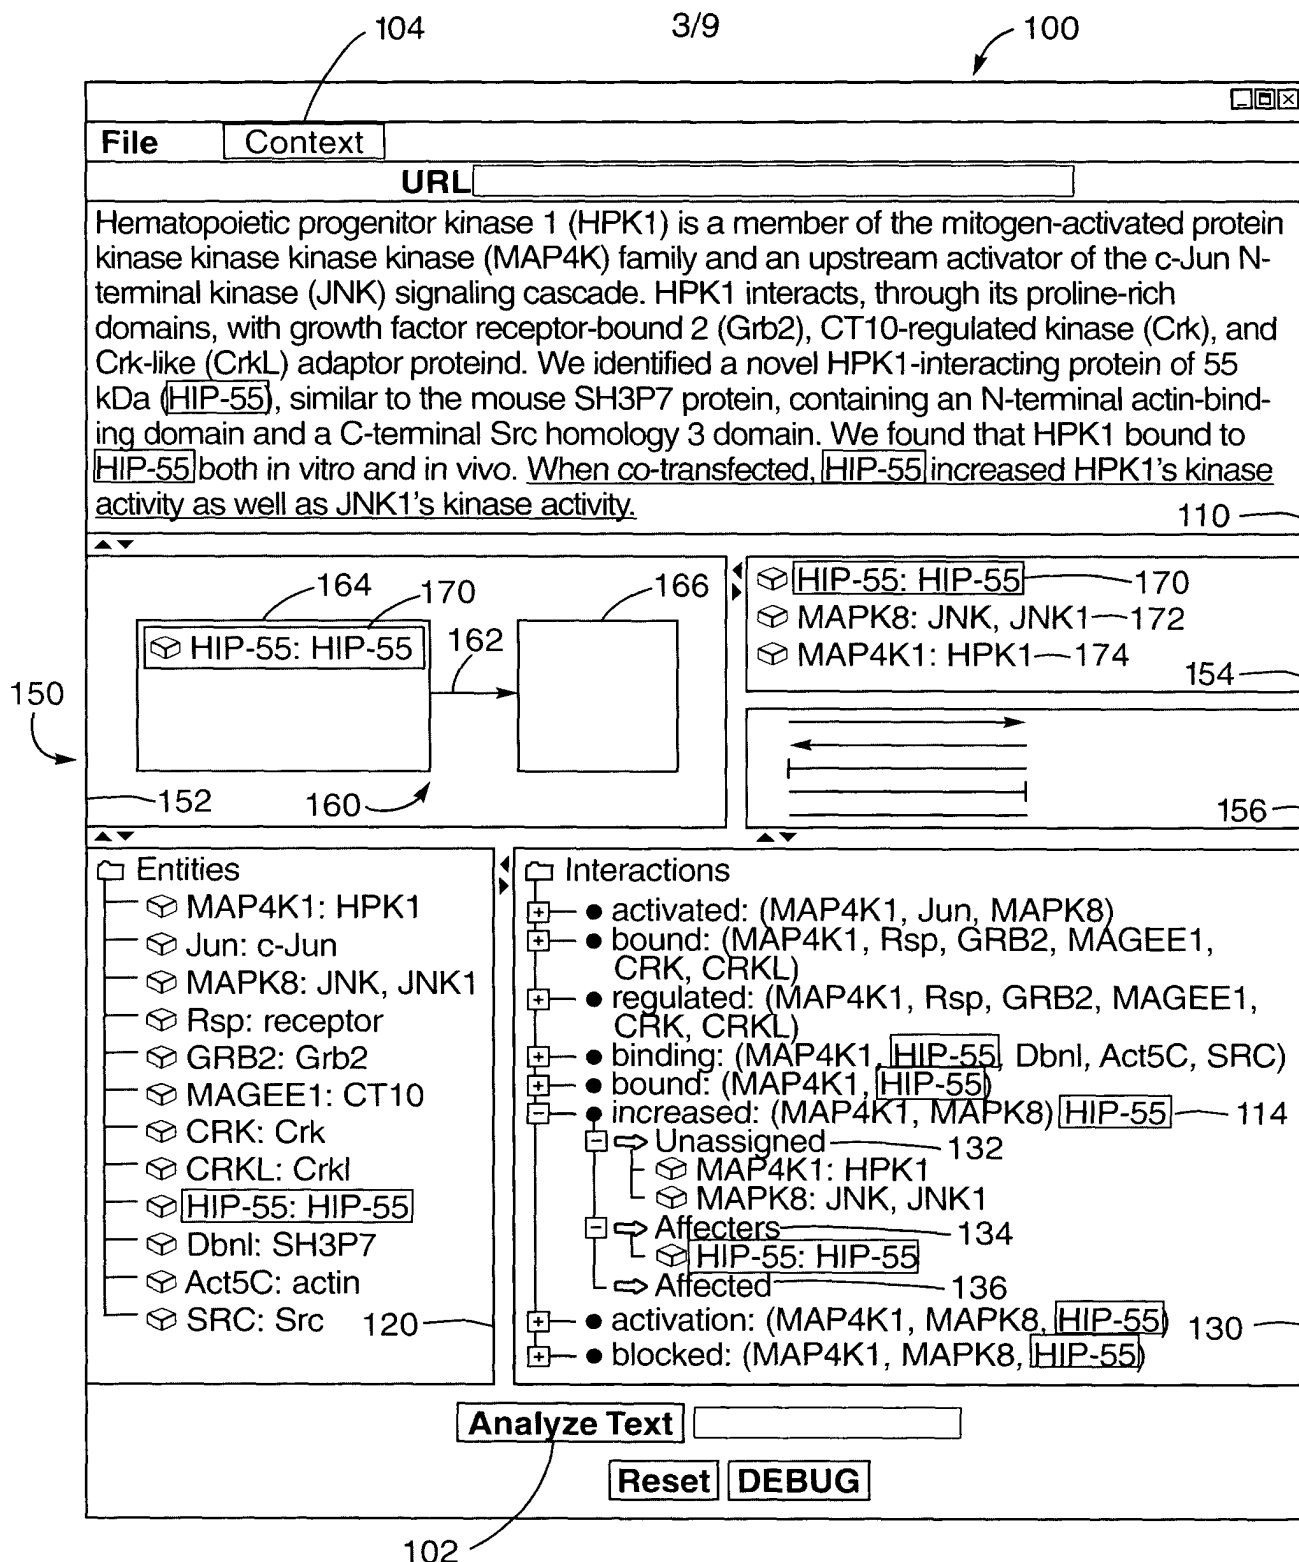 104
3/9
100
File
Context
URL
Hematopoietic progenitor kinase 1 (HPK1) is a member of the mitogen-activated protein
kinase kinase kinase kinase (MAP4K) family and an upstream activator of the c-Jun N-
terminal kinase (JNK) signaling cascade. HPK1 interacts, through its proline-rich
domains, with growth factor receptor-bound 2 (Grb2), CT10-regulated kinase (Crk), and
Crk-like (CrkL) adaptor proteind. We identified a novel HPK1-interacting protein of 55
kDa (HIP-55), similar to the mouse SH3P7 protein, containing an N-terminal actin-bind-
ing domain and a C-terminal Src homology 3 domain. We found that HPK1 bound to
HIP-55 both in vitro and in vivo. When co-transfected, HIP-55 increased HPK1's kinase
activity as well as JNK1's kinase activity.
110
164
170
166
HIP-55: HIP-55
162
150
152
160
HIP-55: HIP-55 170
MAPK8: JNK, JNK1 172
MAP4K1: HPK1 174
154
156
Entities
MAP4K1: HPK1
Jun: c-Jun
MAPK8: JNK, JNK1
Rsp: receptor
GRB2: Grb2
MAGEE1: CT10
CRK: Crk
CRKL: Crkl
HIP-55: HIP-55
Dbnl: SH3P7
Act5C: actin
SRC: Src
120
Interactions
activated: (MAP4K1, Jun, MAPK8)
bound: (MAP4K1, Rsp, GRB2, MAGEE1,
CRK, CRKL)
regulated: (MAP4K1, Rsp, GRB2, MAGEE1,
CRK, CRKL)
binding: (MAP4K1, HIP-55, Dbnl, Act5C, SRC)
bound: (MAP4K1, HIP-55)
increased: (MAP4K1, MAPK8) HIP-55 114
Unassigned 132
MAP4K1: HPK1
MAPK8: JNK, JNK1
Affecters 134
HIP-55: HIP-55
Affected 136
activation: (MAP4K1, MAPK8, HIP-55) 130
blocked: (MAP4K1, MAPK8, HIP-55)
Analyze Text
Reset
DEBUG
102